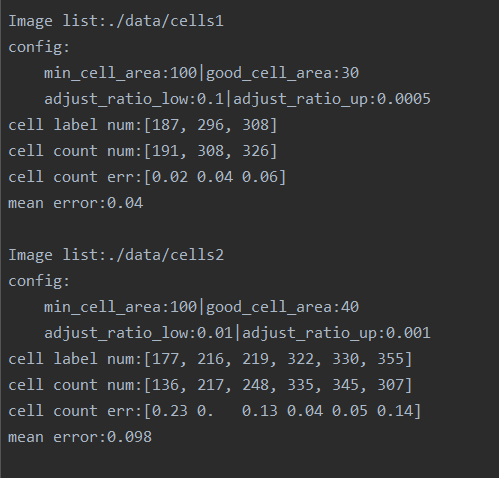 Image list:./data/cells1
config:
    min_cell_area:100|good_cell_area:30
    adjust_ratio_low:0.1|adjust_ratio_up:0.0005
cell label num:[187, 296, 308]
cell count num:[191, 308, 326]
cell count err:[0.02 0.04 0.06]
mean error:0.04

Image list:./data/cells2
config:
    min_cell_area:100|good_cell_area:40
    adjust_ratio_low:0.01|adjust_ratio_up:0.001
cell label num:[177, 216, 219, 322, 330, 355]
cell count num:[136, 217, 248, 335, 345, 307]
cell count err:[0.23 0.   0.13 0.04 0.05 0.14]
mean error:0.098